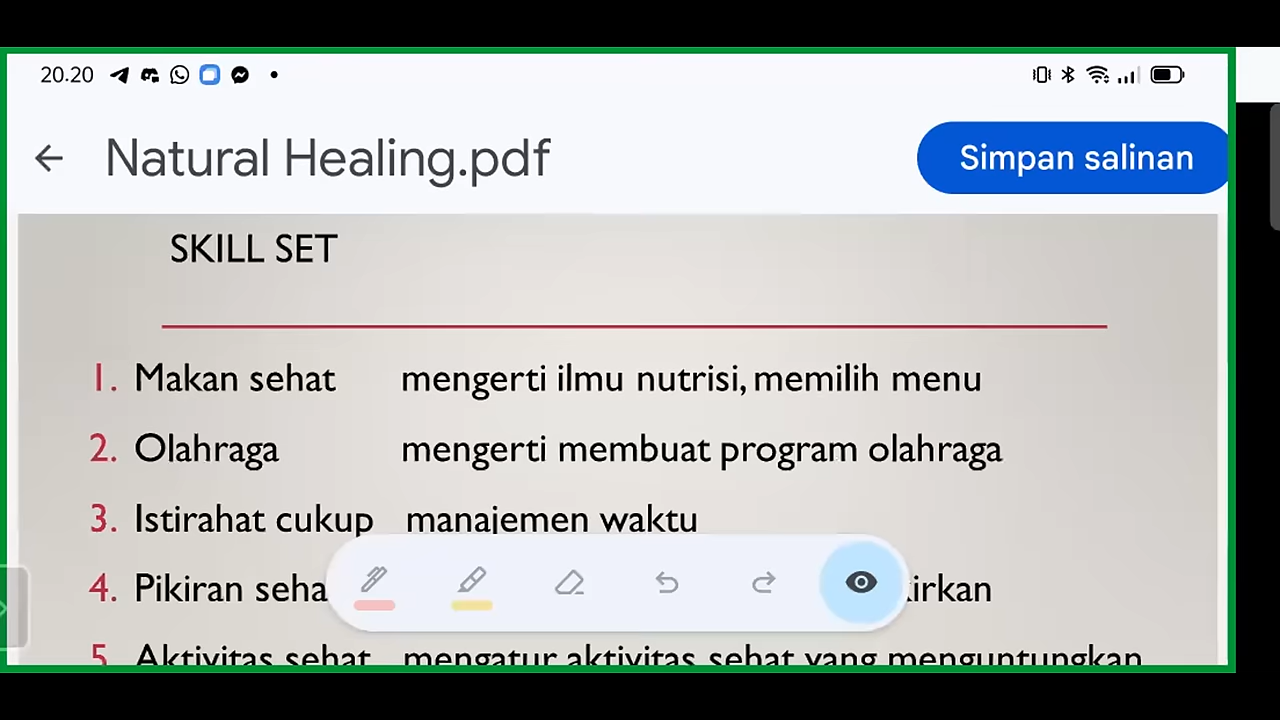 20.20
Natural Healing.pdf
Simpan salinan
SKILL SET
1. Makan sehat mengerti ilmu nutrisi, memilih menu
2. Olahraga mengerti membuat program olahraga
3. Istirahat cukup manajemen waktu
4. Pikiran
5. Aktivitas sehat mengatur aktivitas sehat yang menguntungkan